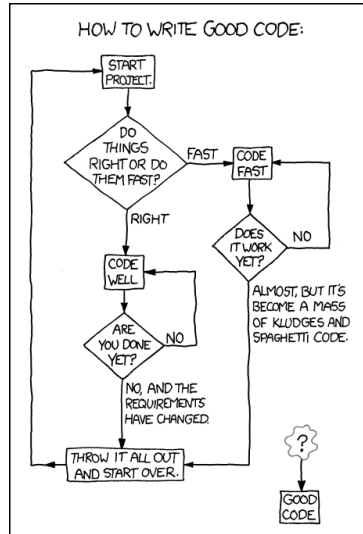 HOW TO WRITE GOOD CODE:
START
PROJECT.
DO
THINGS
RIGHT OR DO
THEM FAST?
FAST
CODE
FAST
RIGHT
DOES
IT WORK
YET?
NO
CODE
WELL
ARE
YOU DONE
YET?
NO
ALMOST, BUT IT'S
BECOME A MASS
OF KLUDGES AND
SPAGHETTI CODE.
NO, AND THE
REQUIREMENTS
HAVE CHANGED.
THROW IT ALL OUT
AND START OVER.
?
GOOD
CODE